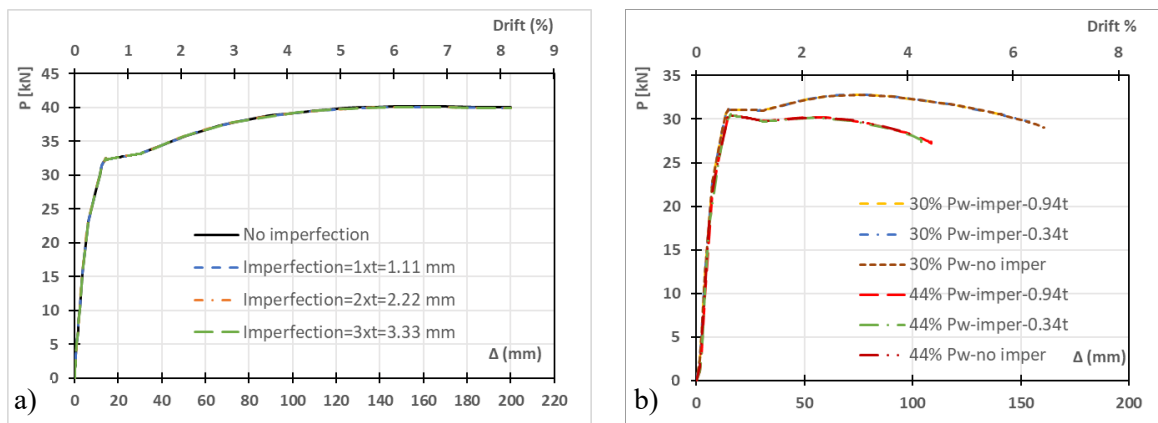 Drift (%)
0 1 2 3 4 5 6 7 8 9
P [kN]
45
40
35
30
25
20
15
10
5
0
No imperfection
Imperfection=1xt=1.11 mm
Imperfection=2xt=2.22 mm
Imperfection=3xt=3.33 mm
Δ (mm)
0 20 40 60 80 100 120 140 160 180 200 220
a)
Drift %
0 2 4 6 8
P [kN]
35
30
25
20
15
10
5
0
30% Pw-imper-0.94t
30% Pw-imper-0.34t
30% Pw-no imper
44% Pw-imper-0.94t
44% Pw-imper-0.34t
44% Pw-no imper
Δ (mm)
0 50 100 150 200
b)